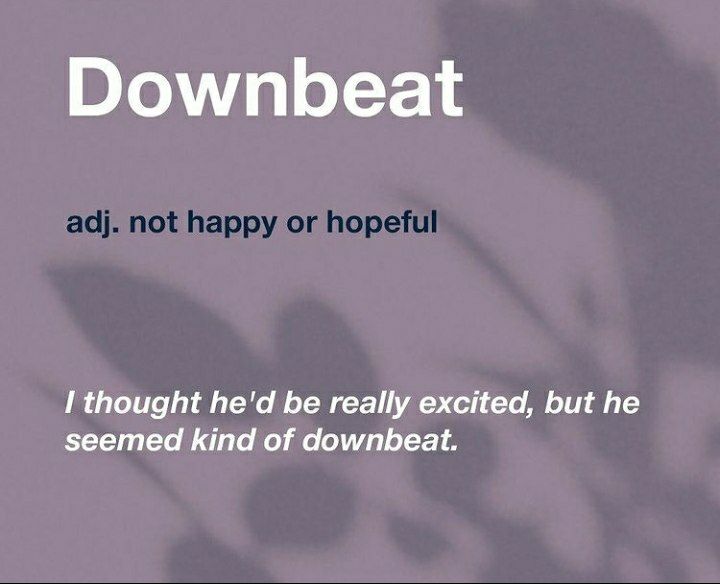 Downbeat
adj. not happy or hopeful
I thought he'd be really excited, but he
seemed kind of downbeat.